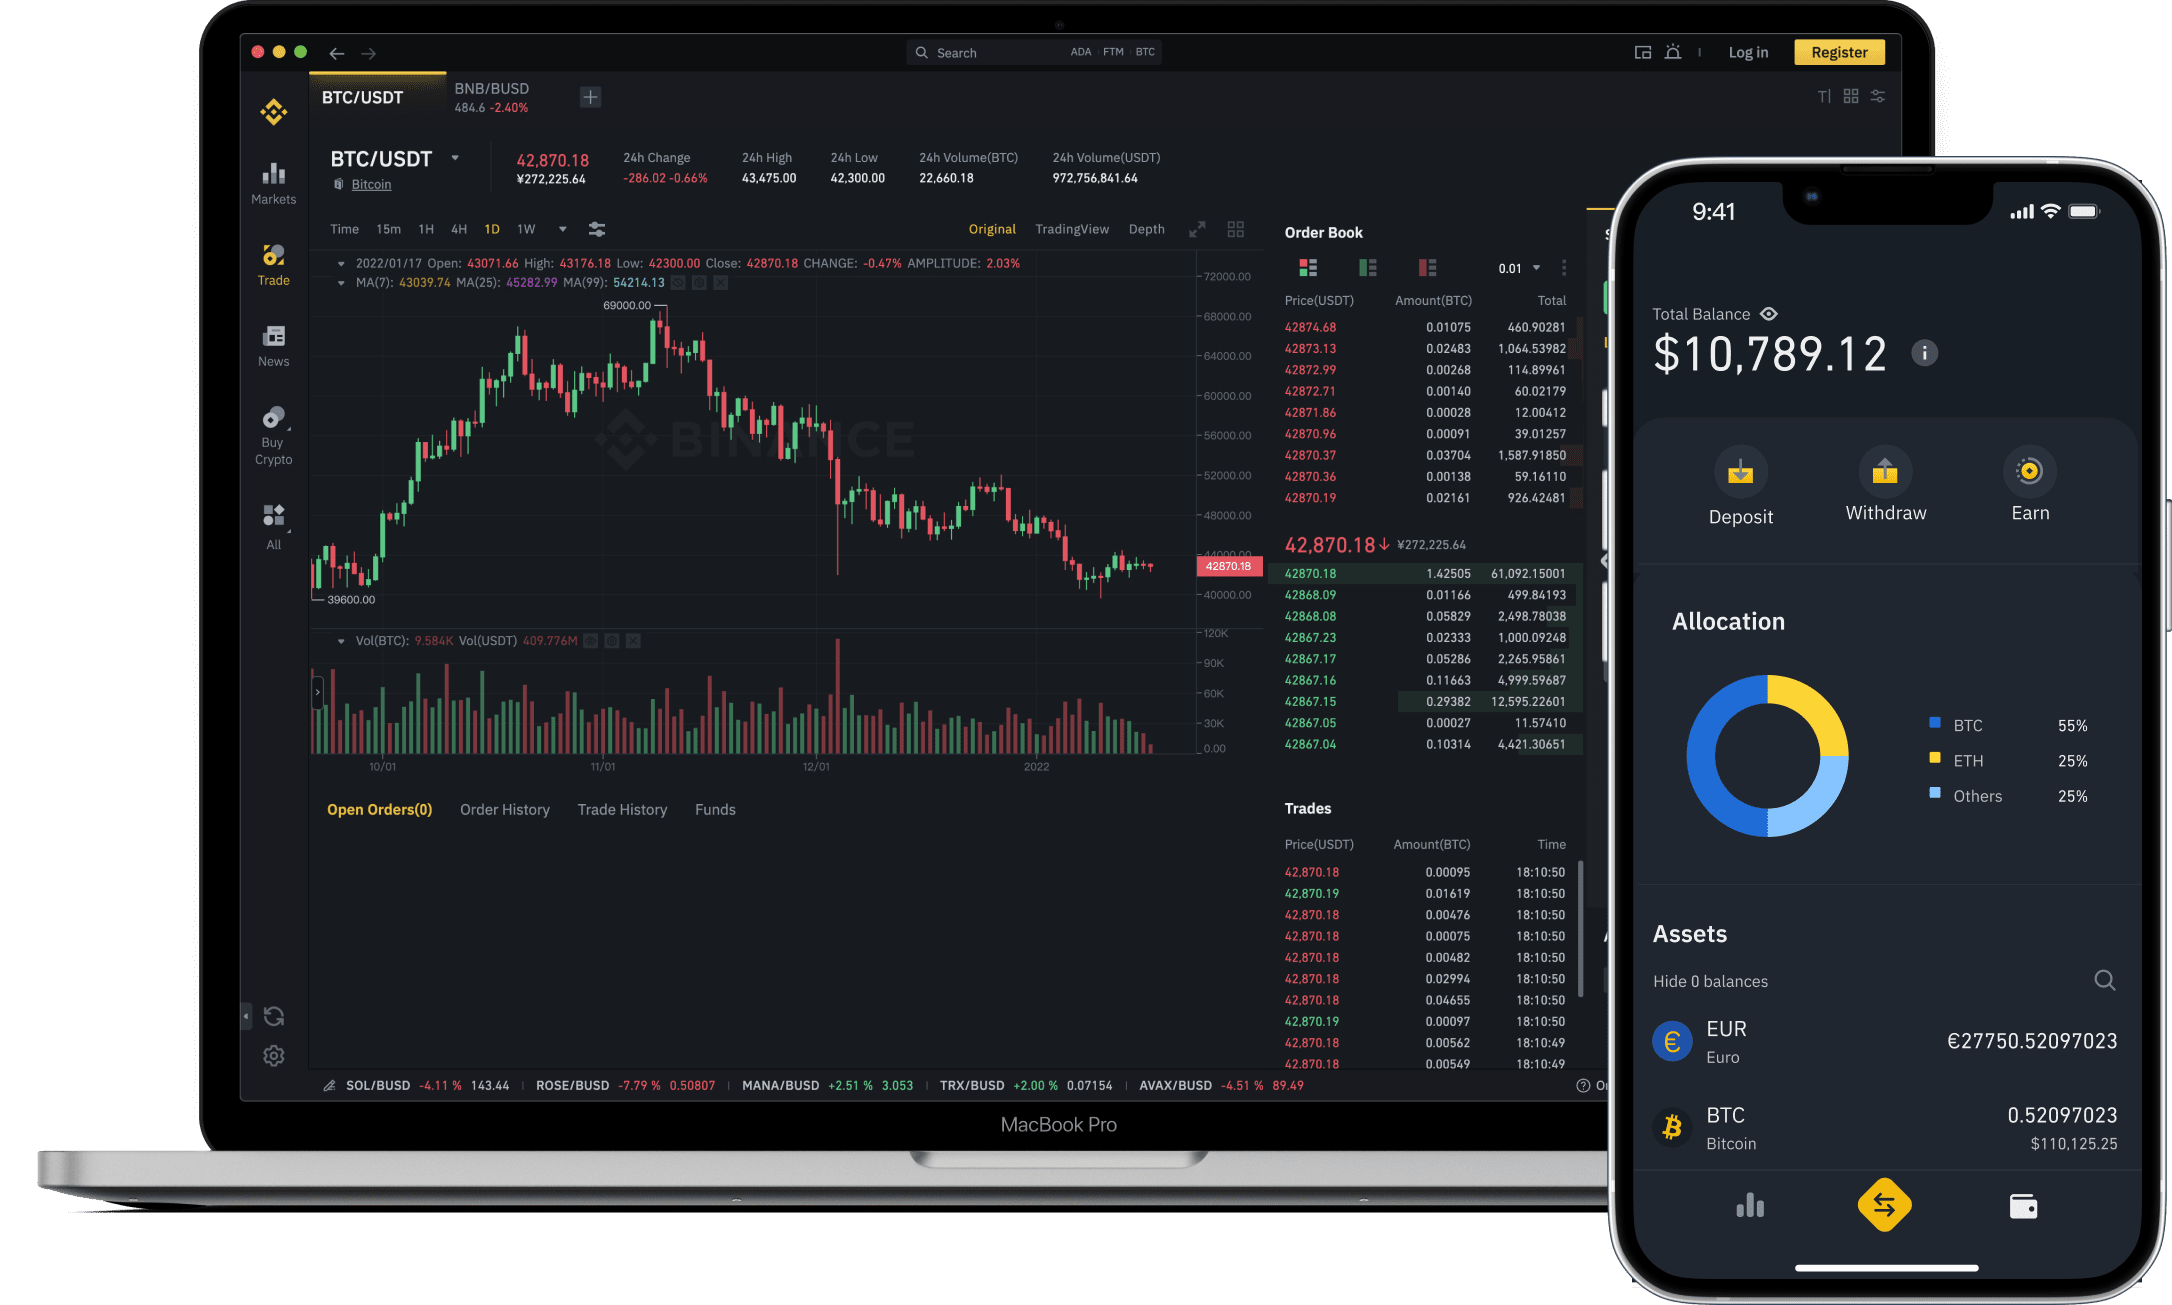 Search ADA FTM BTC
Log in Register
BTC/USDT
BNB/BUSD
484.6 -2.40%
BTC/USDT
Bitcoin
42,870.18
¥272,225.64
24h Change
-286.02 -0.66%
24h High
43,475.00
24h Low
42,300.00
24h Volume(BTC)
22,660.18
24h Volume(USDT)
972,756,841.64
Markets
Trade
News
Buy
Crypto
All
Time 15m 1H 4H 1D 1W
Original TradingView Depth
2022/01/17 Open: 43071.66 High: 43176.18 Low: 42300.00 Close: 42870.18 CHANGE: -0.47% AMPLITUDE: 2.03%
MA(7): 43039.74 MA(25): 45282.99 MA(99): 54214.13
69000.00
39600.00
BINANCE
72000.00
68000.00
64000.00
60000.00
56000.00
52000.00
48000.00
44000.00
42870.18
40000.00
Vol(BTC): 9.584K Vol(USDT) 409.776M
120K
90K
60K
30K
0.00
10/01 11/01 12/01 2022
Open Orders(0) Order History Trade History Funds
Order Book
0.01
Price(USDT) Amount(BTC) Total
42874.68 0.01075 460.90281
42873.13 0.02483 1,064.53982
42872.99 0.00268 114.89961
42872.71 0.00140 60.02179
42871.86 0.00028 12.00412
42870.96 0.00091 39.01257
42870.37 0.03704 1,587.91850
42870.36 0.00138 59.16110
42870.19 0.02161 926.42481
42,870.18↓ ¥272,225.64
42870.18 1.42505 61,092.15001
42868.09 0.01166 499.84193
42868.08 0.05829 2,498.78038
42867.23 0.02333 1,000.09248
42867.17 0.05286 2,265.95861
42867.16 0.11663 4,999.59687
42867.15 0.29382 12,595.22601
42867.05 0.00027 11.57410
42867.04 0.10314 4,421.30651
Trades
Price(USDT) Amount(BTC) Time
42,870.18 0.00095 18:10:50
42,870.19 0.01619 18:10:50
42,870.18 0.00476 18:10:50
42,870.18 0.00075 18:10:50
42,870.18 0.00482 18:10:50
42,870.18 0.02994 18:10:50
42,870.18 0.04655 18:10:50
42,870.19 0.00097 18:10:50
42,870.18 0.00562 18:10:49
42,870.18 0.00549 18:10:49
SOL/BUSD -4.11 % 143.44 ROSE/BUSD -7.79 % 0.50807 MANA/BUSD +2.51 % 3.053 TRX/BUSD +2.00 % 0.07154 AVAX/BUSD -4.51 % 89.49
MacBook Pro
9:41
Total Balance
$10,789.12
Deposit Withdraw Earn
Allocation
BTC 55%
ETH 25%
Others 25%
Assets
Hide 0 balances
EUR
Euro
€27750.52097023
BTC
Bitcoin
0.52097023
$110,125.25